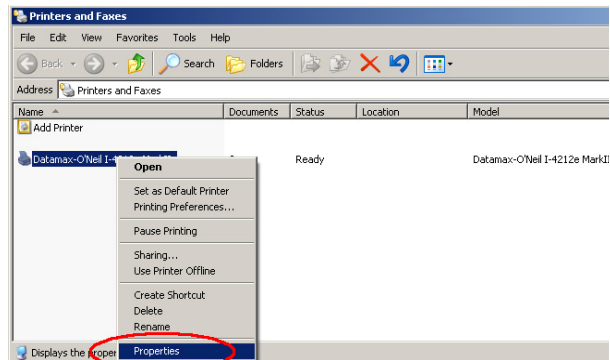 Printers and Faxes
File Edit View Favorites Tools Help
Back Search Folders
Address Printers and Faxes
Name Documents Status Location Model
Add Printer
Datamax-O'Neil Ready Datamax-O'Neil I-4212e MarkII
Open
Set as Default Printer
Printing Preferences...
Pause Printing
Sharing...
Use Printer Offline
Create Shortcut
Delete
Rename
Properties
Displays the proper